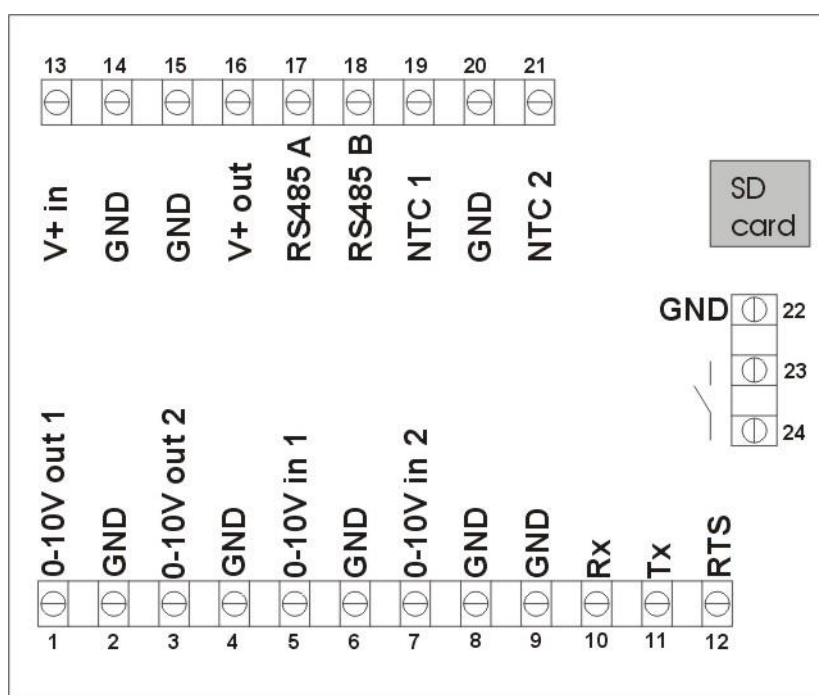 13 14 15 16 17 18 19 20 21
V+ in
GND
GND
V+ out
RS485 A
RS485 B
NTC 1
GND
NTC 2
SD
card
GND 22
23
24
0-10V out 1
GND
0-10V out 2
GND
0-10V in 1
GND
0-10V in 2
GND
GND
Rx
Tx
RTS
1 2 3 4 5 6 7 8 9 10 11 12